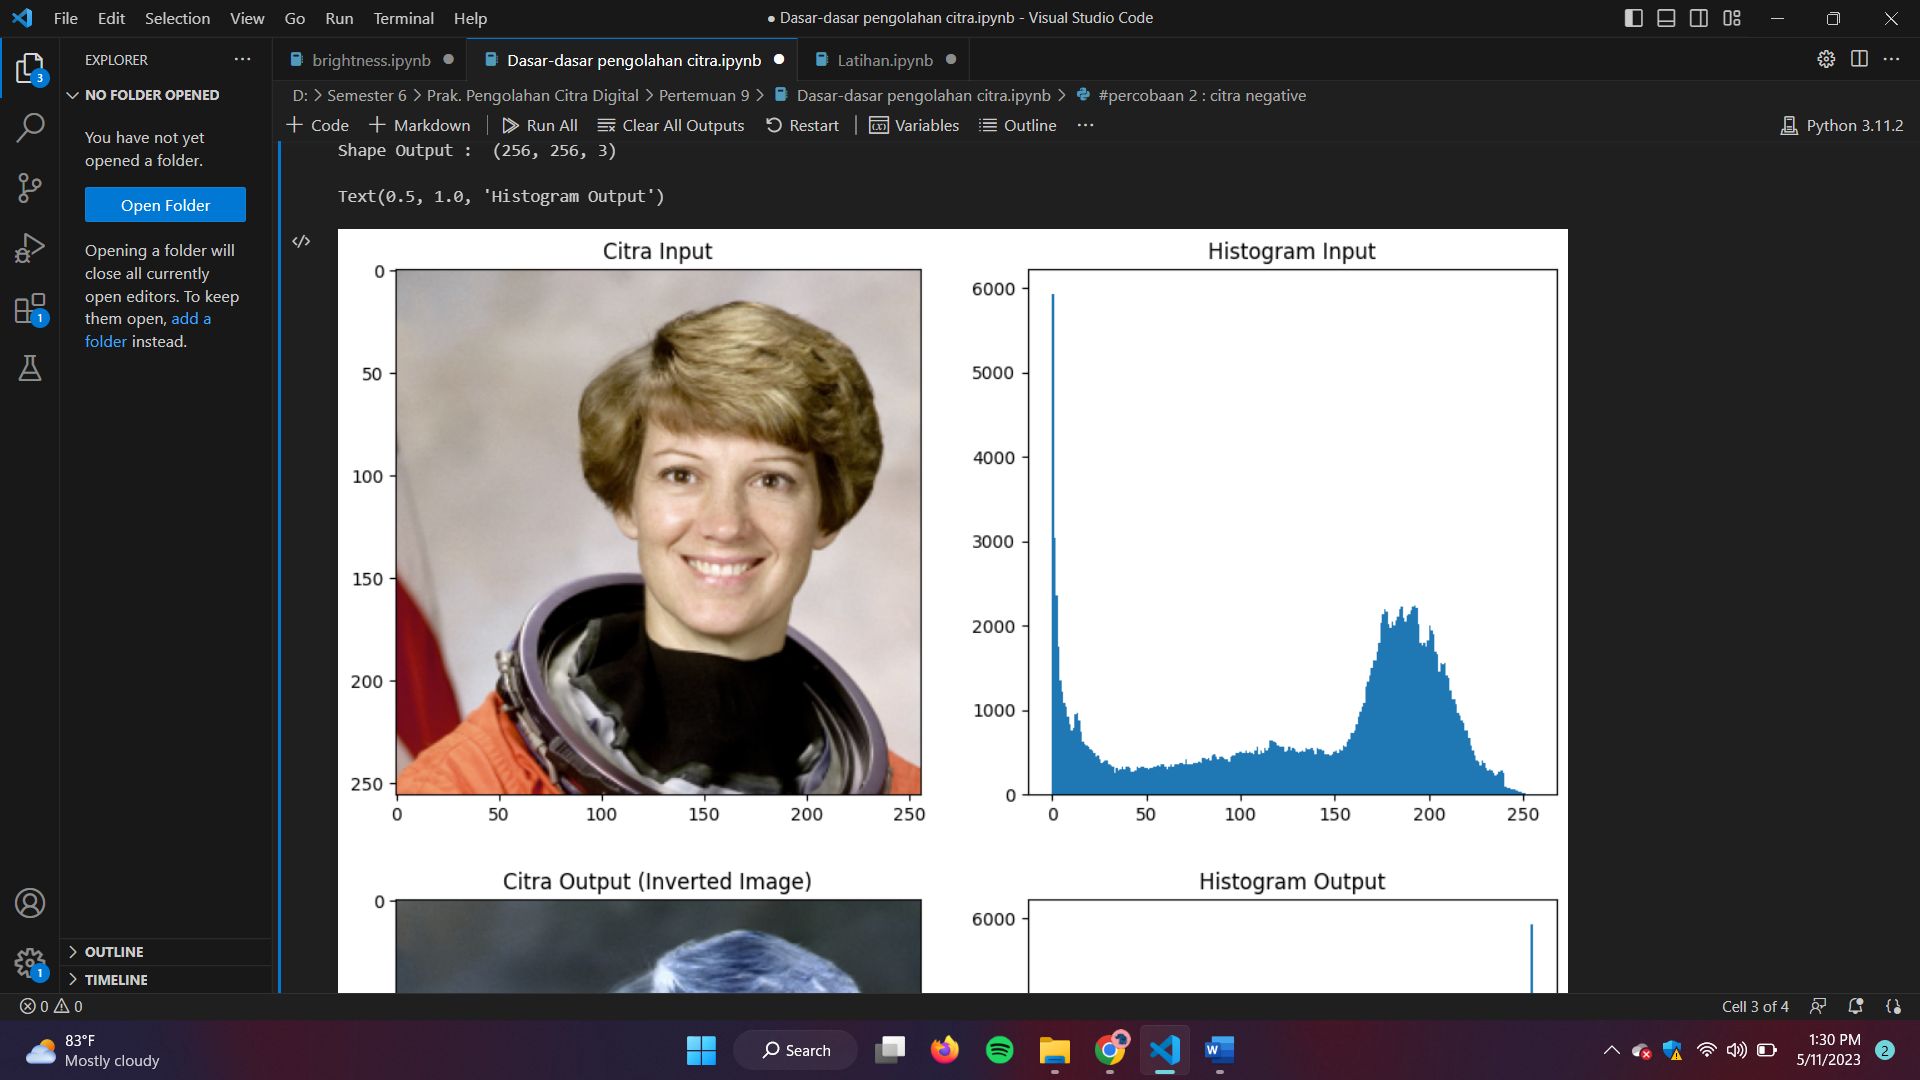 File Edit Selection View Go Run Terminal Help
● Dasar-dasar pengolahan citra.ipynb - Visual Studio Code
EXPLORER
NO FOLDER OPENED
You have not yet
opened a folder.
Open Folder
Opening a folder will
close all currently
open editors. To keep
them open, add a
folder instead.
OUTLINE
TIMELINE
3
1
1
brightness.ipynb
Dasar-dasar pengolahan citra.ipynb
Latihan.ipynb
D: > Semester 6 > Prak. Pengolahan Citra Digital > Pertemuan 9 > Dasar-dasar pengolahan citra.ipynb > #percobaan 2 : citra negative
+ Code + Markdown Run All Clear All Outputs Restart Variables Outline ··· Python 3.11.2
Shape Output : (256, 256, 3)
Text(0.5, 1.0, 'Histogram Output')
Citra Input
0
50
100
150
200
250
0 50 100 150 200 250
Histogram Input
6000
5000
4000
3000
2000
1000
0
0 50 100 150 200 250
Citra Output (Inverted Image)
0
Histogram Output
6000
0 0
Cell 3 of 4
83°F
Mostly cloudy
Search
W
1:30 PM
5/11/2023
2